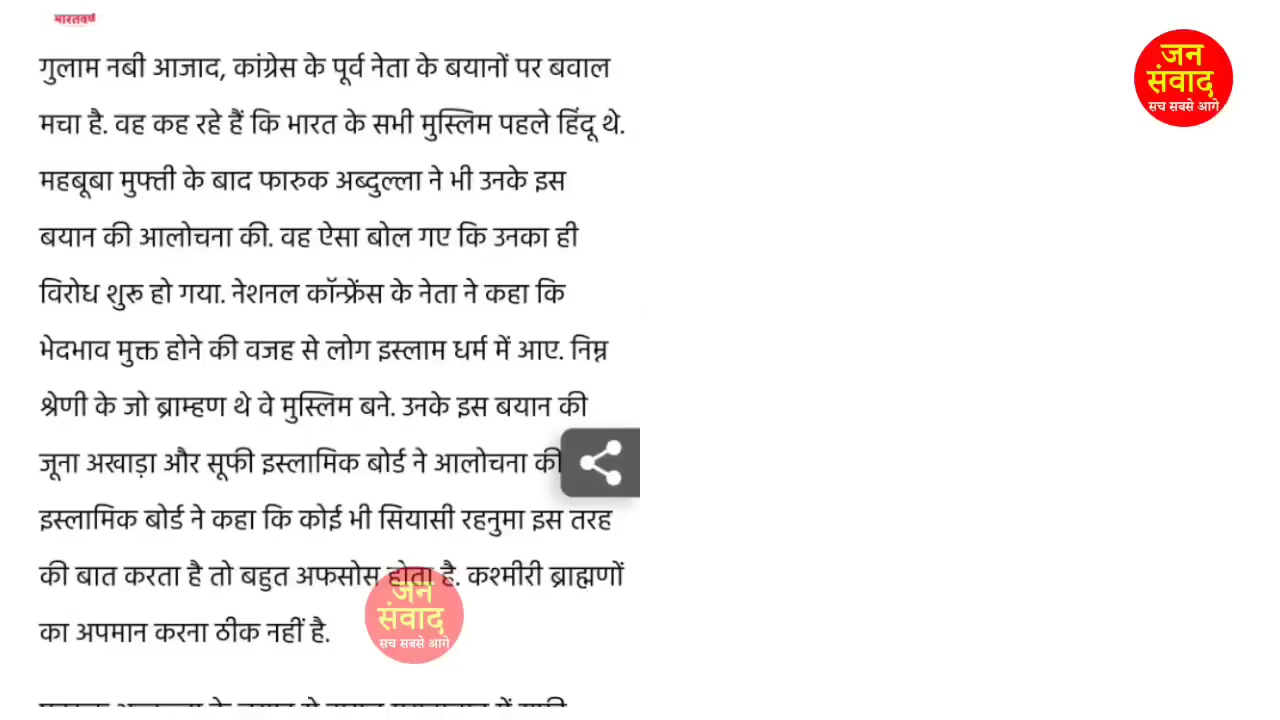 भारतवर्ष
गुलाम नबी आजाद, कांग्रेस के पूर्व नेता के बयानों पर बवाल
मचा है. वह कह रहे हैं कि भारत के सभी मुस्लिम पहले हिंदू थे.
महबूबा मुफ्ती के बाद फारुक अब्दुल्ला ने भी उनके इस
बयान की आलोचना की. वह ऐसा बोल गए कि उनका ही
विरोध शुरू हो गया. नेशनल कॉन्फ्रेंस के नेता ने कहा कि
भेदभाव मुक्त होने की वजह से लोग इस्लाम धर्म में आए. निम्न
श्रेणी के जो ब्राम्हण थे वे मुस्लिम बने. उनके इस बयान की
जूना अखाड़ा और सूफी इस्लामिक बोर्ड ने आलोचना की
इस्लामिक बोर्ड ने कहा कि कोई भी सियासी रहनुमा इस तरह
की बात करता है तो बहुत अफसोस होता है. कश्मीरी ब्राह्मणों
का अपमान करना ठीक नहीं है.
जन
संवाद
सच सबसे आगे
जन
संवाद
सच सबसे आगे